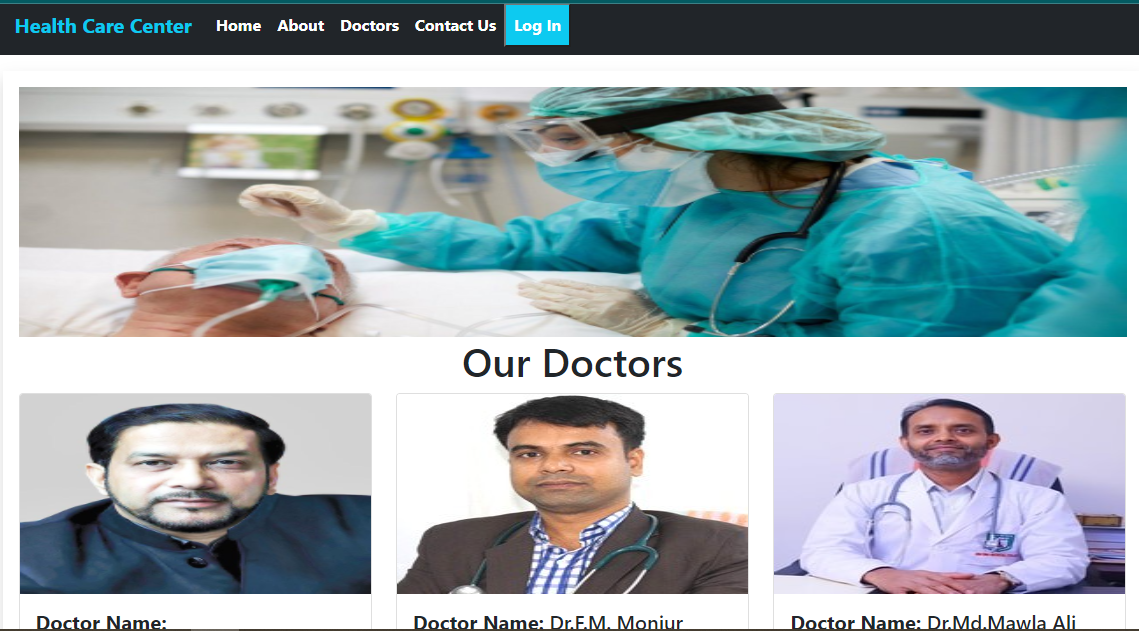 Health Care Center Home About Doctors Contact Us Log In
Our Doctors
Doctor Name:
Doctor Name: Dr.F.M. Monjur
Doctor Name: Dr.Md.Mawla Ali